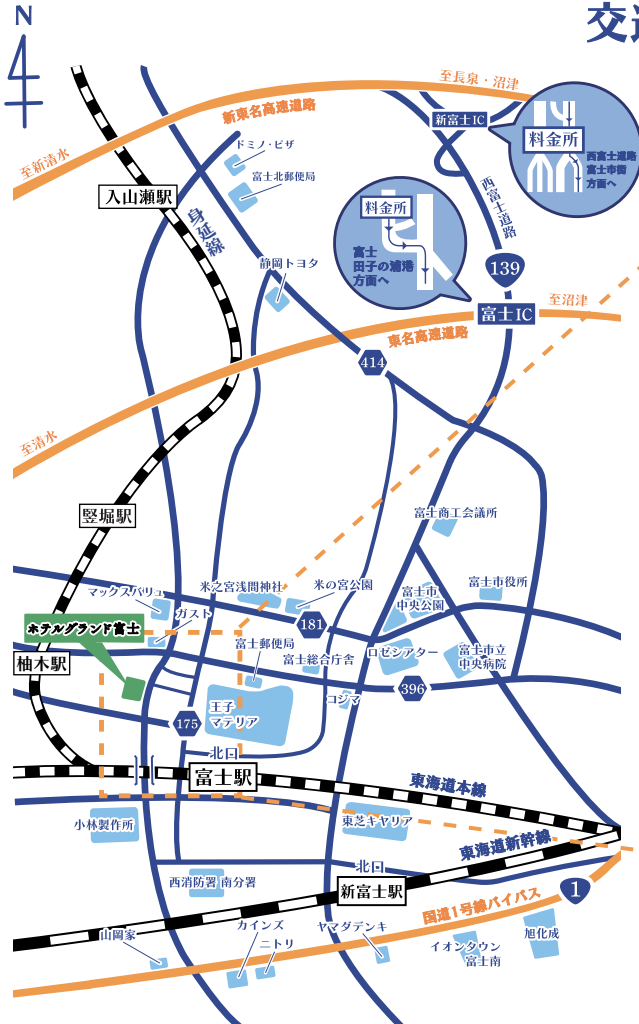 N
交通
至長泉・沼津
新東名高速道路
新富士IC
料金所
西富士道路
富士市街
方面へ
ドミノ・ピザ
至新清水
富士北郵便局
入山瀬駅
料金所
西富士道路
身延線
富士
田子の浦港
方面へ
静岡トヨタ
139
至沼津
富士IC
東名高速道路
414
至清水
竪堀駅
富士商工会議所
マックスバリュ
米之宮浅間神社
米の宮公園
富士市役所
富士市
中央公園
ガスト
181
ホテルグランド富士
富士郵便局
富士総合庁舎
ロゼシアター
富士市立
中央病院
柚木駅
396
コジマ
王子
マテリア
175
北口
富士駅
東海道本線
小林製作所
東芝キヤリア
東海道新幹線
北口
西消防署 南分署
新富士駅
1
国道1号線バイパス
カインズ
ヤマダデンキ
山岡家
ニトリ
イオンタウン
富士南
旭化成